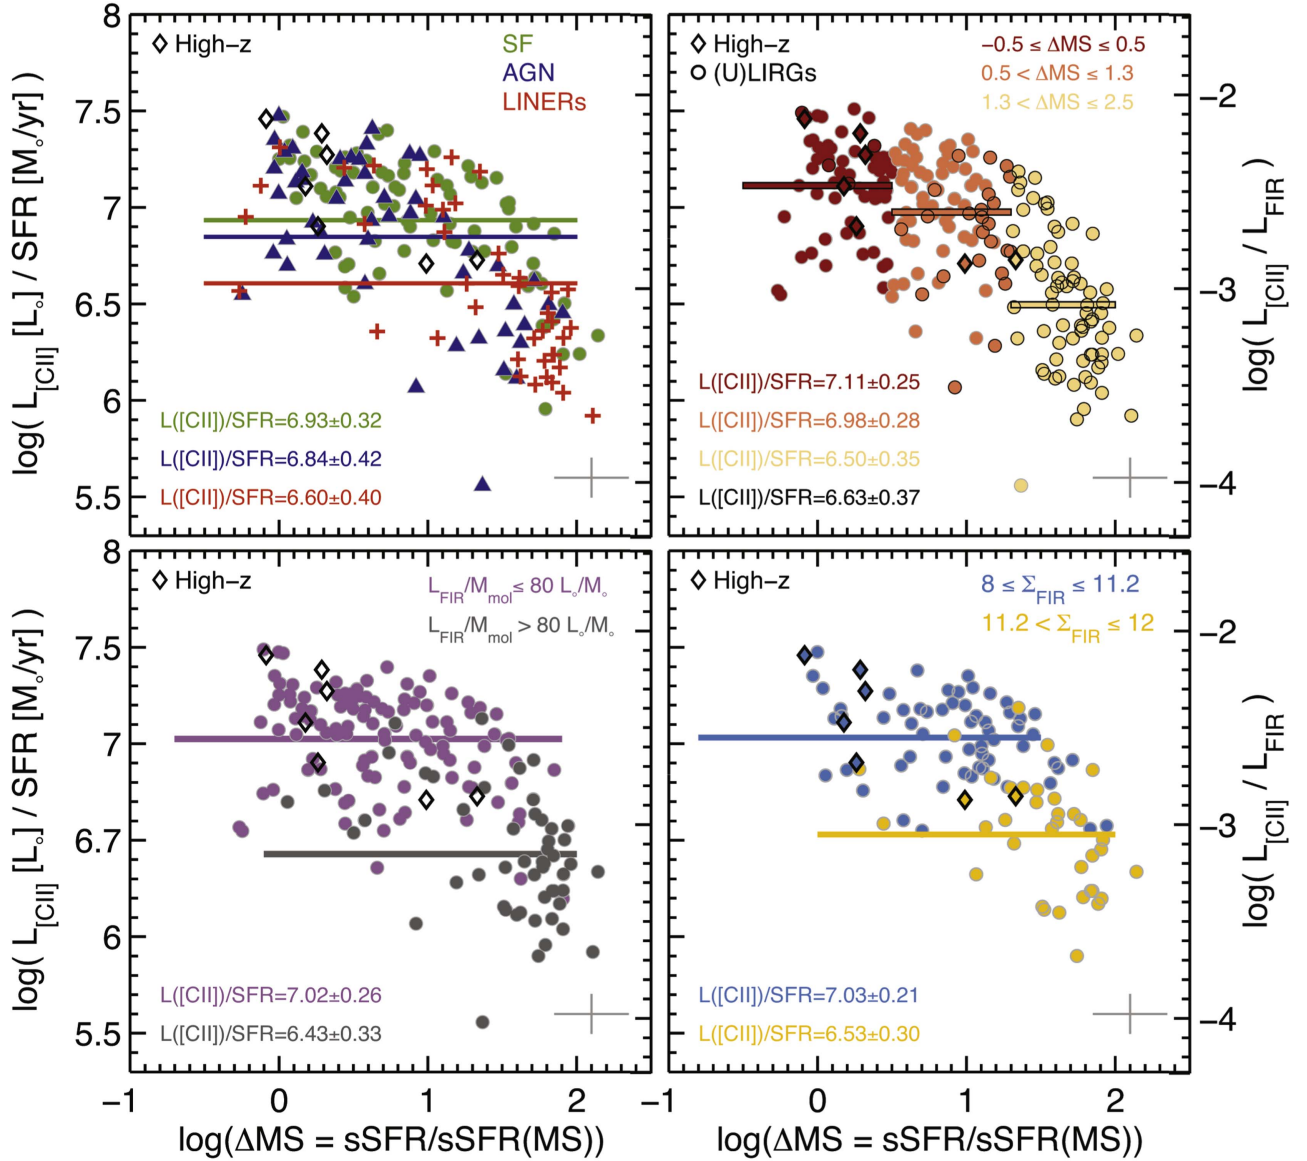 High−z
SF
AGN
LINERs
L([CII])/SFR=6.93±0.32
L([CII])/SFR=6.84±0.42
L([CII])/SFR=6.60±0.40
8
7.5
7
6.5
6
5.5
log( L[CII] [L☉] / SFR [M☉/yr] )
High−z
(U)LIRGs
−0.5 ≤ ΔMS ≤ 0.5
0.5 < ΔMS ≤ 1.3
1.3 < ΔMS ≤ 2.5
L([CII])/SFR=7.11±0.25
L([CII])/SFR=6.98±0.28
L([CII])/SFR=6.50±0.35
L([CII])/SFR=6.63±0.37
−2
−3
−4
log( L[CII] / LFIR )
High−z
LFIR/Mmol≤ 80 L☉/M☉
LFIR/Mmol > 80 L☉/M☉
L([CII])/SFR=7.02±0.26
L([CII])/SFR=6.43±0.33
8
7.5
7
6.7
6
5.5
log( L[CII] [L☉] / SFR [M☉/yr] )
−1 0 1 2
log(ΔMS = sSFR/sSFR(MS))
High−z
8 ≤ ΣFIR ≤ 11.2
11.2 < ΣFIR ≤ 12
L([CII])/SFR=7.03±0.21
L([CII])/SFR=6.53±0.30
−2
−3
−4
log( L[CII] / LFIR )
−1 0 1 2
log(ΔMS = sSFR/sSFR(MS))